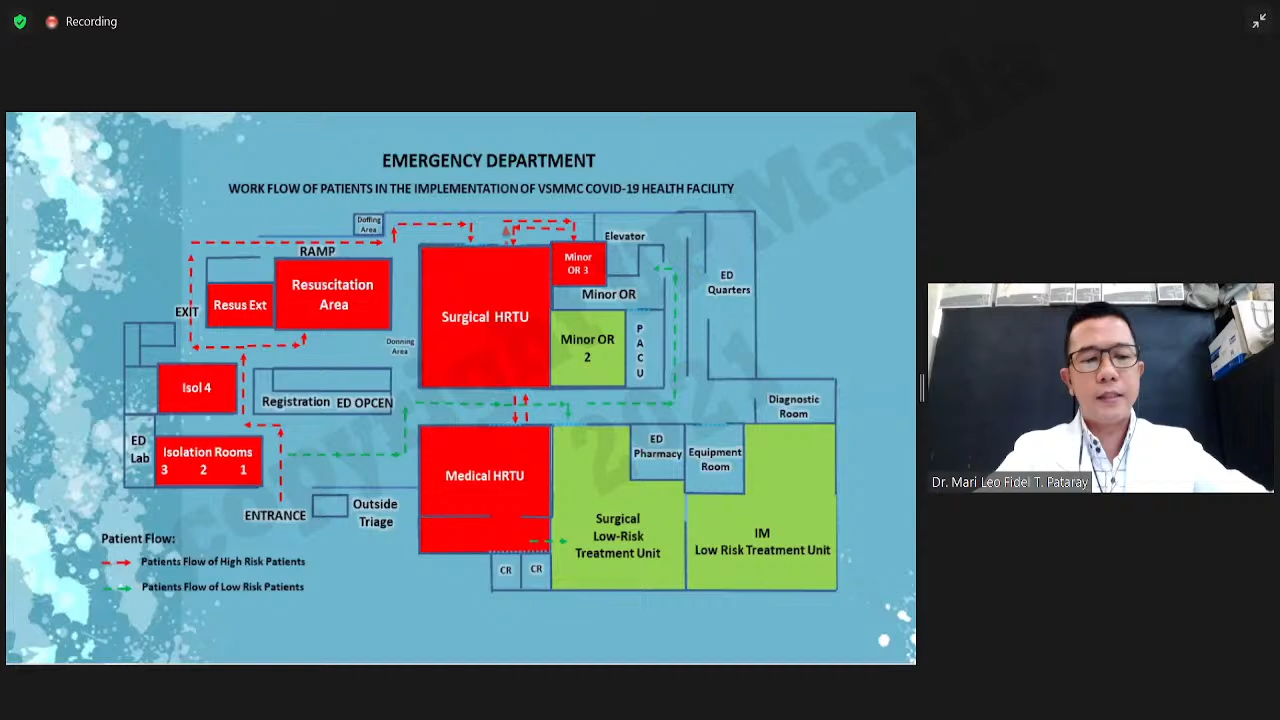 Recording
EMERGENCY DEPARTMENT
WORK FLOW OF PATIENTS IN THE IMPLEMENTATION OF VSMMC COVID-19 HEALTH FACILITY
Doffing
Area
RAMP
Elevator
Minor
OR 3
Resuscitation
Area
Resus Ext
EXIT
Surgical HRTU
Minor OR
ED
Quarters
Minor OR
2
P
A
C
U
Donning
Area
Isol 4
Registration
ED OPCEN
Diagnostic
Room
ED
Lab
Isolation Rooms
3 2 1
Medical HRTU
ED
Pharmacy
Equipment
Room
ENTRANCE
Outside
Triage
Surgical
Low-Risk
Treatment Unit
IM
Low Risk Treatment Unit
CR
CR
Patient Flow:
Patients Flow of High Risk Patients
Patients Flow of Low Risk Patients
Dr. Mari Leo Fidel T. Pataray